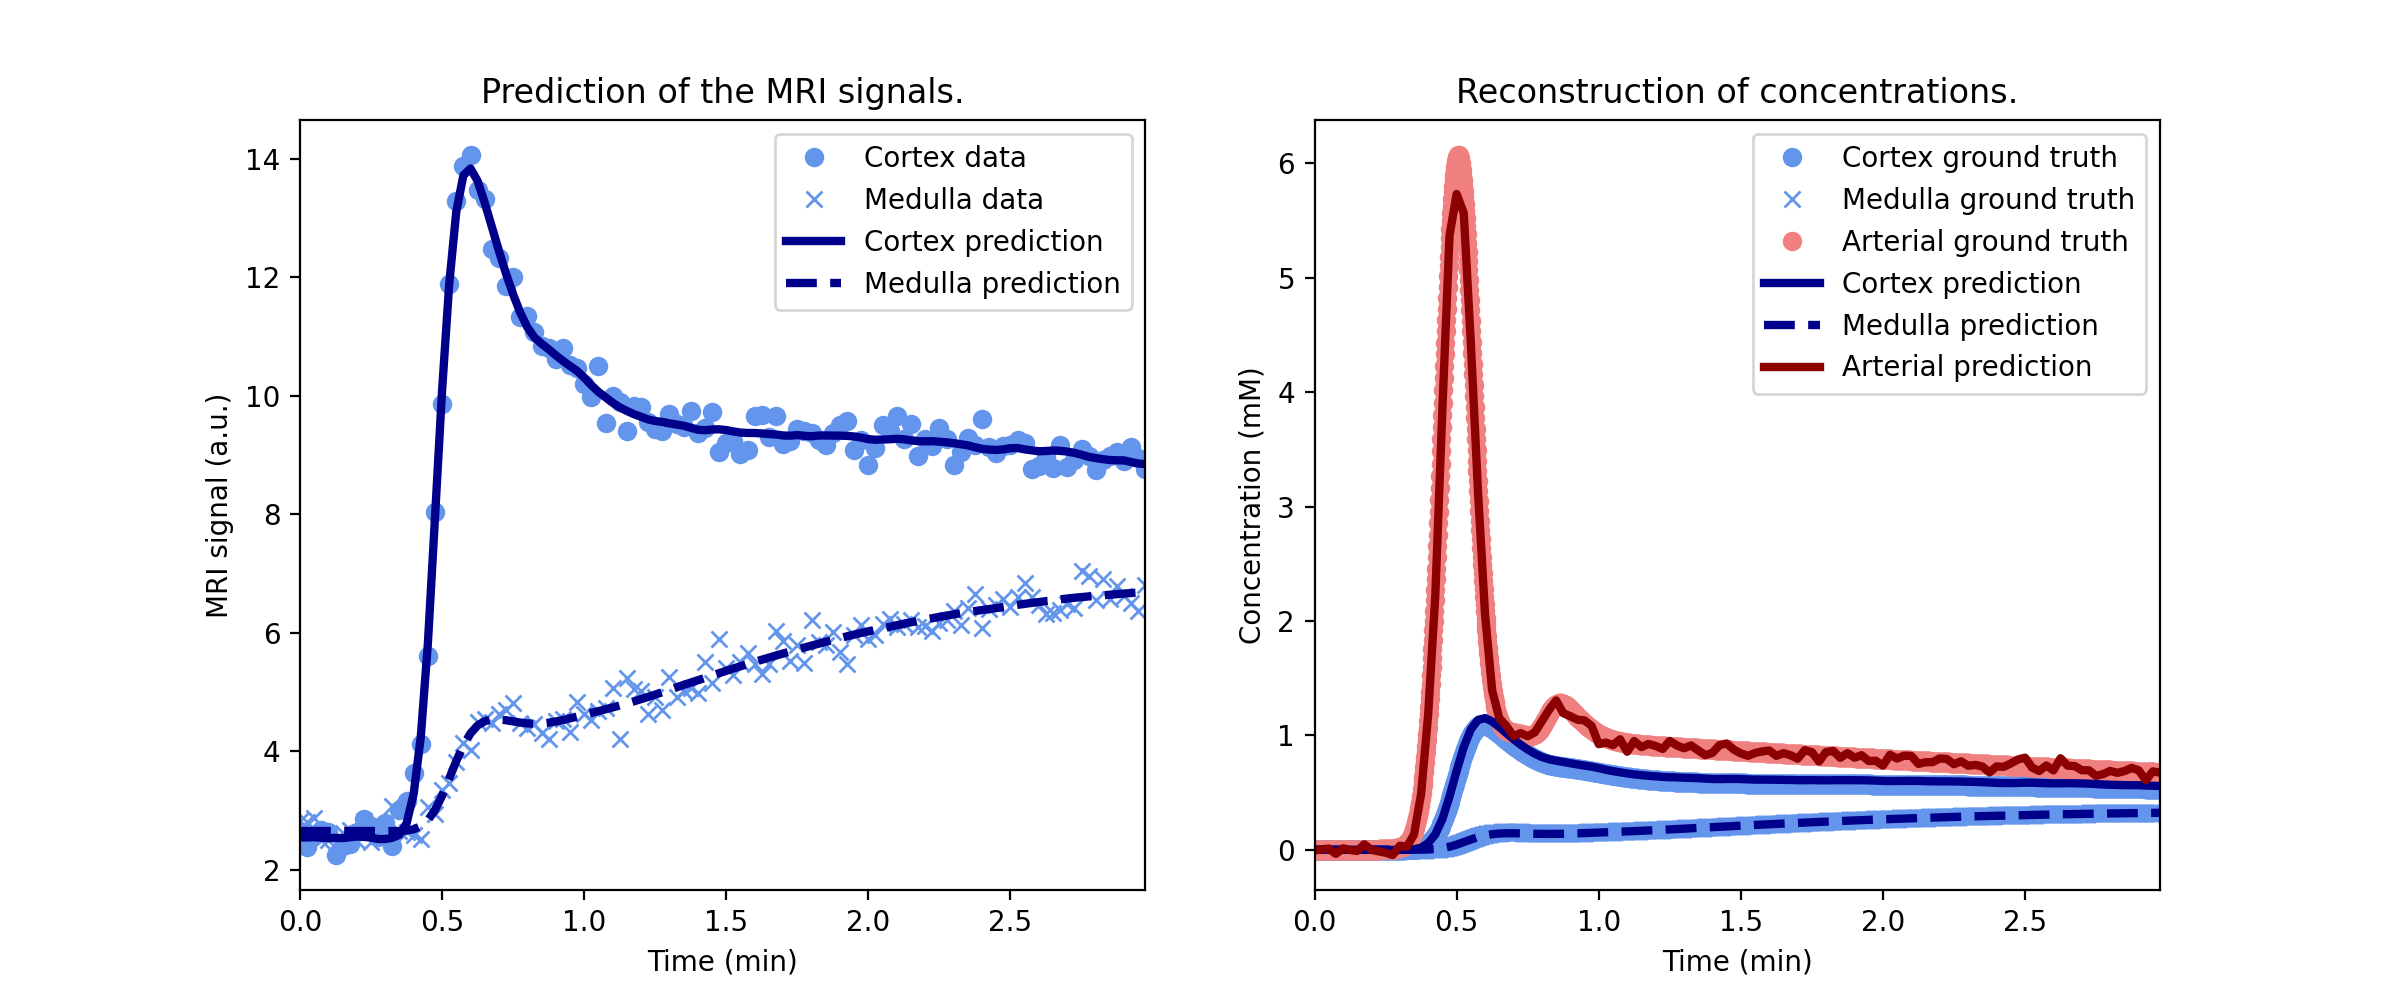 Prediction of the MRI signals.
14
12
10
8
6
4
2
MRI signal (a.u.)
Cortex data
Medulla data
Cortex prediction
Medulla prediction
0.0 0.5 1.0 1.5 2.0 2.5
Time (min)
Reconstruction of concentrations.
6
5
4
3
2
1
0
Concentration (mM)
Cortex ground truth
Medulla ground truth
Arterial ground truth
Cortex prediction
Medulla prediction
Arterial prediction
0.0 0.5 1.0 1.5 2.0 2.5
Time (min)